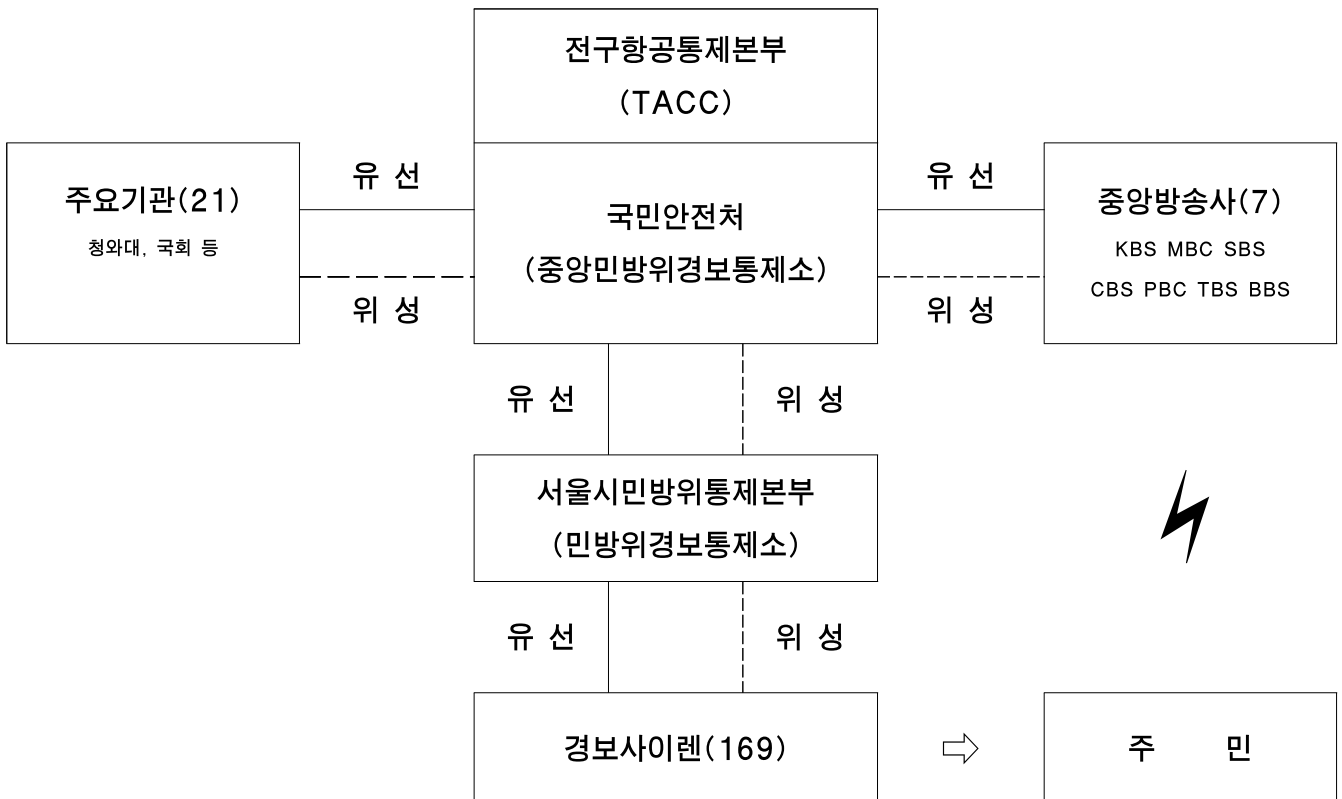 전구항공통제본부
(TACC)
주요기관(21)
청와대, 국회 등
유 선
위 성
국민안전처
(중앙민방위경보통제소)
유 선
위 성
중앙방송사(7)
KBS MBC SBS
CBS PBC TBS BBS
유 선
위 성
서울시민방위통제본부
(민방위경보통제소)
유 선
위 성
경보사이렌(169)
주 민